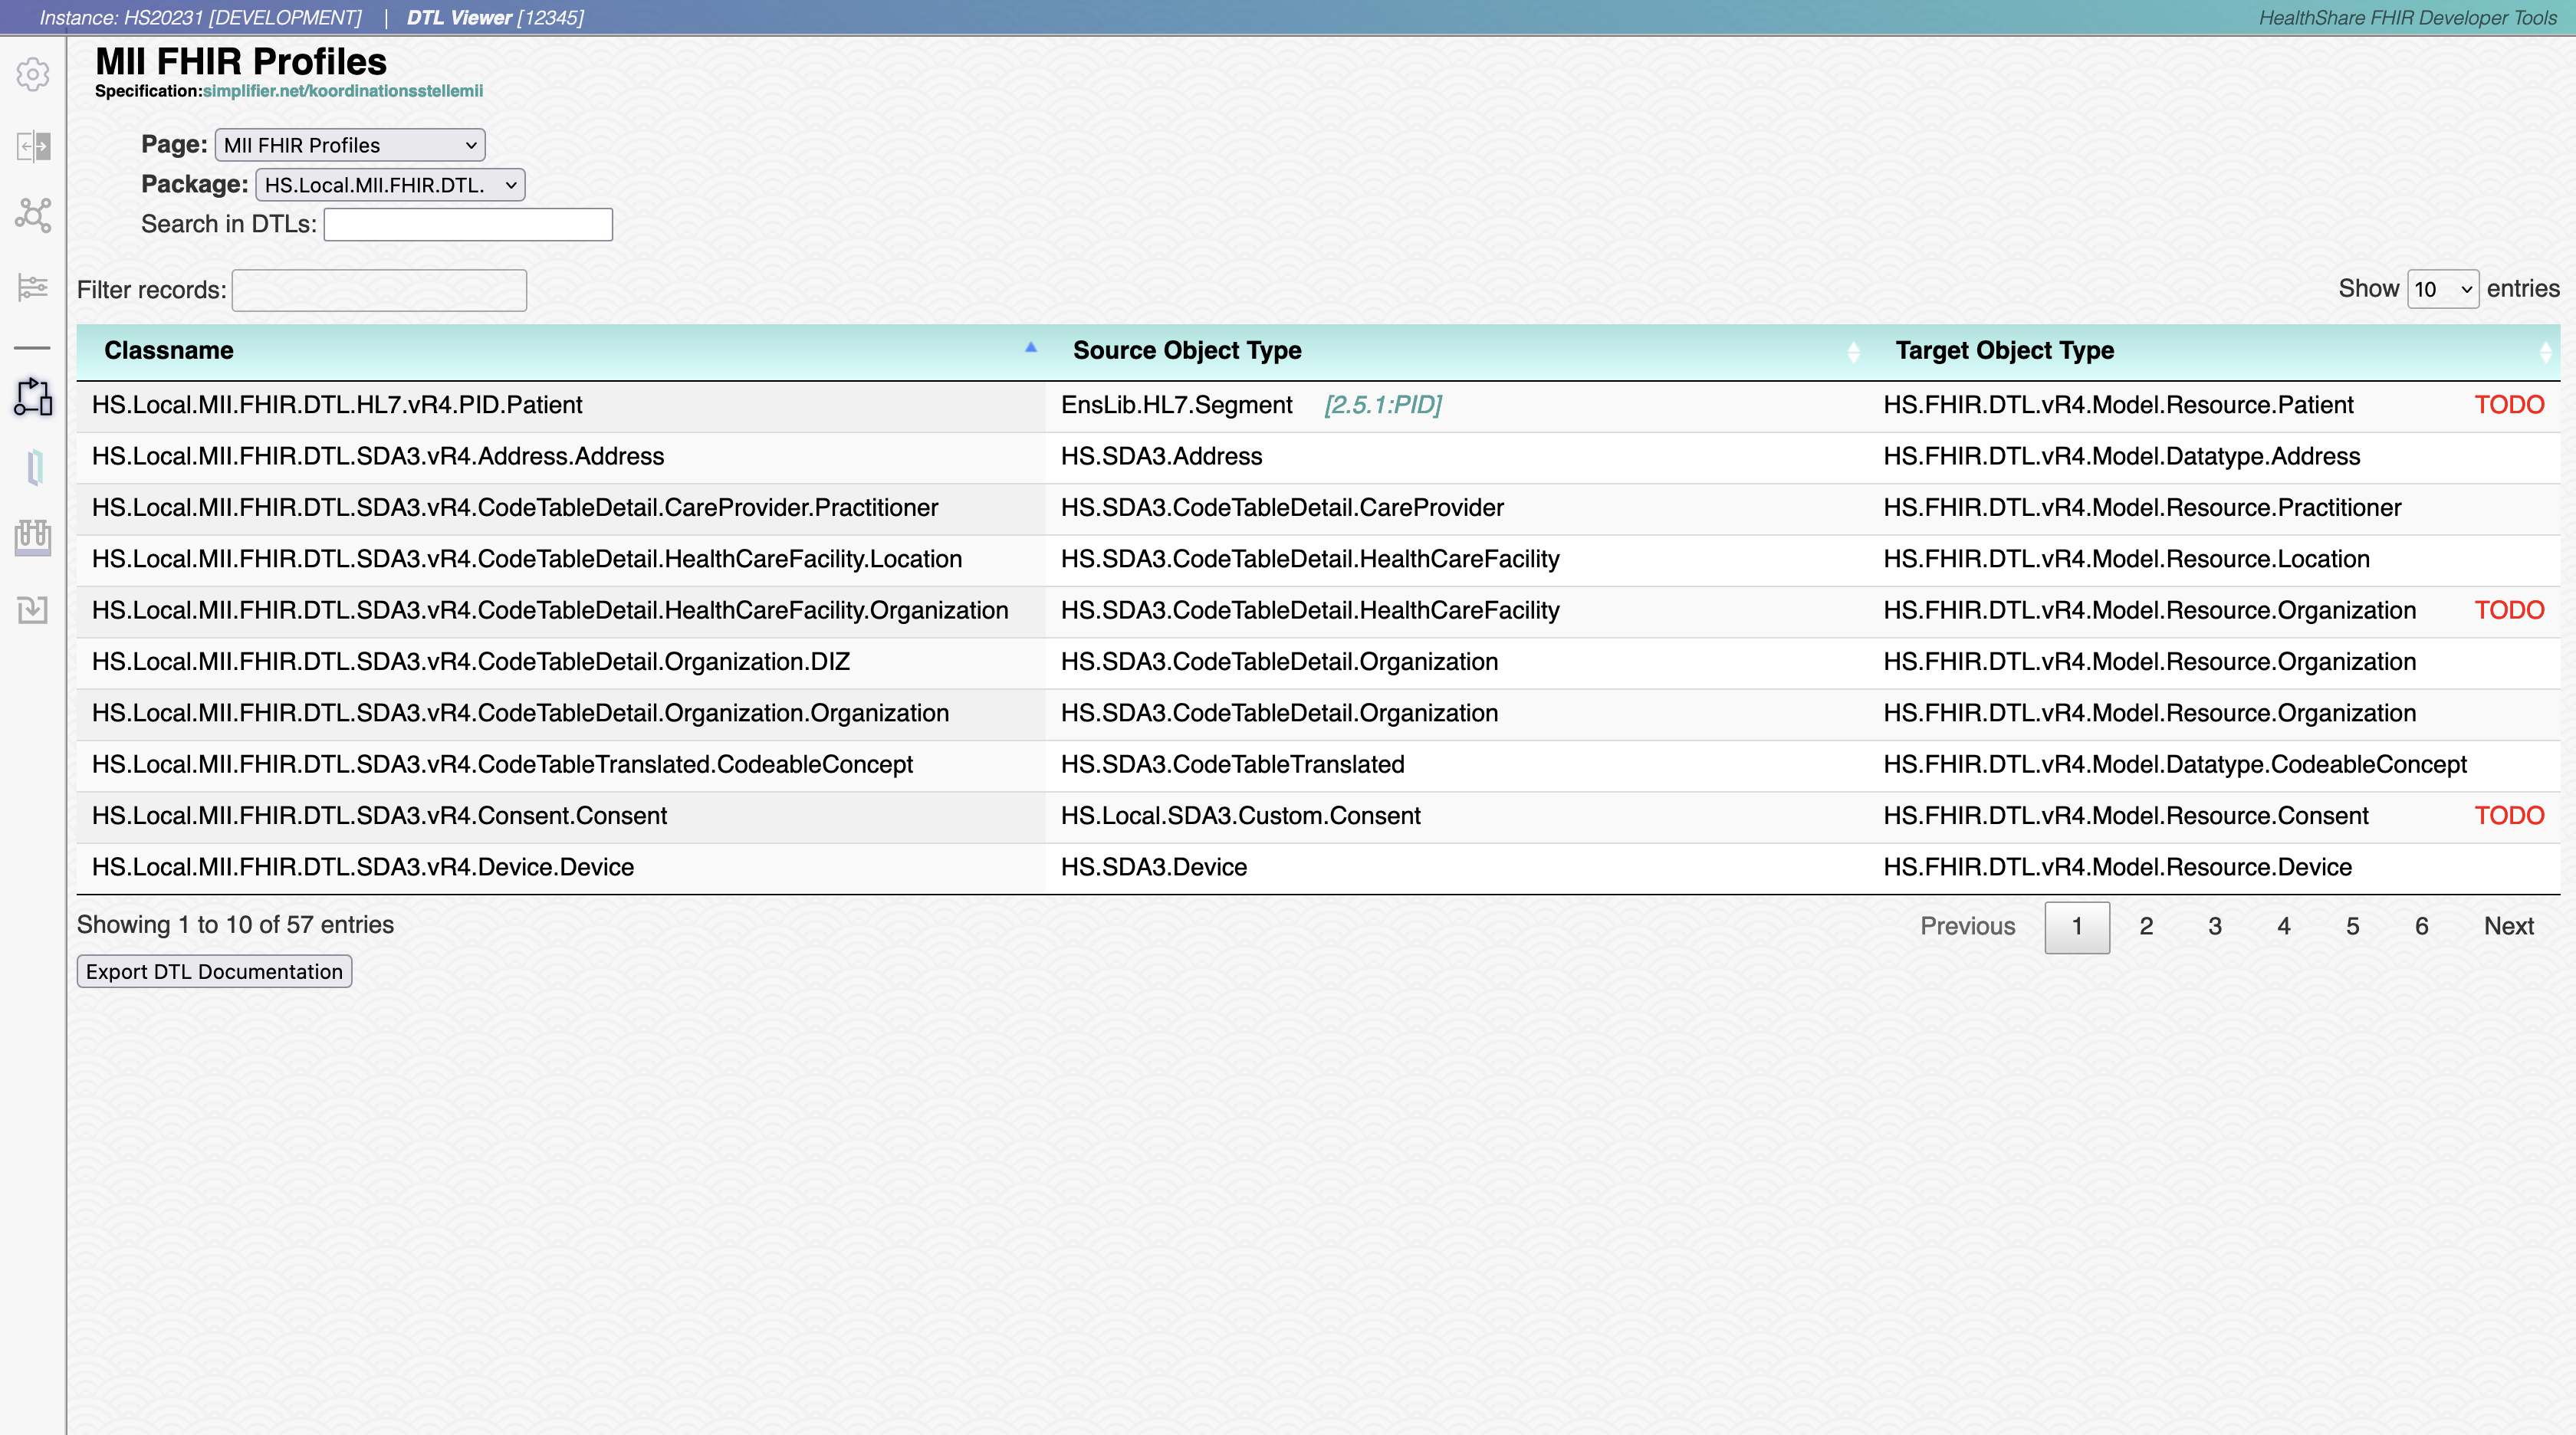 Instance: HS20231 [DEVELOPMENT] | DTL Viewer [12345] HealthShare FHIR Developer Tools
MII FHIR Profiles
Specification:simplifier.net/koordinationsstellemii
Page: MII FHIR Profiles
Package: HS.Local.MII.FHIR.DTL.
Search in DTLs:
Filter records: Show 10 entries
Classname Source Object Type Target Object Type
HS.Local.MII.FHIR.DTL.HL7.vR4.PID.Patient EnsLib.HL7.Segment [2.5.1:PID] HS.FHIR.DTL.vR4.Model.Resource.Patient TODO
HS.Local.MII.FHIR.DTL.SDA3.vR4.Address.Address HS.SDA3.Address HS.FHIR.DTL.vR4.Model.Datatype.Address
HS.Local.MII.FHIR.DTL.SDA3.vR4.CodeTableDetail.CareProvider.Practitioner HS.SDA3.CodeTableDetail.CareProvider HS.FHIR.DTL.vR4.Model.Resource.Practitioner
HS.Local.MII.FHIR.DTL.SDA3.vR4.CodeTableDetail.HealthCareFacility.Location HS.SDA3.CodeTableDetail.HealthCareFacility HS.FHIR.DTL.vR4.Model.Resource.Location
HS.Local.MII.FHIR.DTL.SDA3.vR4.CodeTableDetail.HealthCareFacility.Organization HS.SDA3.CodeTableDetail.HealthCareFacility HS.FHIR.DTL.vR4.Model.Resource.Organization TODO
HS.Local.MII.FHIR.DTL.SDA3.vR4.CodeTableDetail.Organization.DIZ HS.SDA3.CodeTableDetail.Organization HS.FHIR.DTL.vR4.Model.Resource.Organization
HS.Local.MII.FHIR.DTL.SDA3.vR4.CodeTableDetail.Organization.Organization HS.SDA3.CodeTableDetail.Organization HS.FHIR.DTL.vR4.Model.Resource.Organization
HS.Local.MII.FHIR.DTL.SDA3.vR4.CodeTableTranslated.CodeableConcept HS.SDA3.CodeTableTranslated HS.FHIR.DTL.vR4.Model.Datatype.CodeableConcept
HS.Local.MII.FHIR.DTL.SDA3.vR4.Consent.Consent HS.Local.SDA3.Custom.Consent HS.FHIR.DTL.vR4.Model.Resource.Consent TODO
HS.Local.MII.FHIR.DTL.SDA3.vR4.Device.Device HS.SDA3.Device HS.FHIR.DTL.vR4.Model.Resource.Device
Showing 1 to 10 of 57 entries Previous 1 2 3 4 5 6 Next
Export DTL Documentation